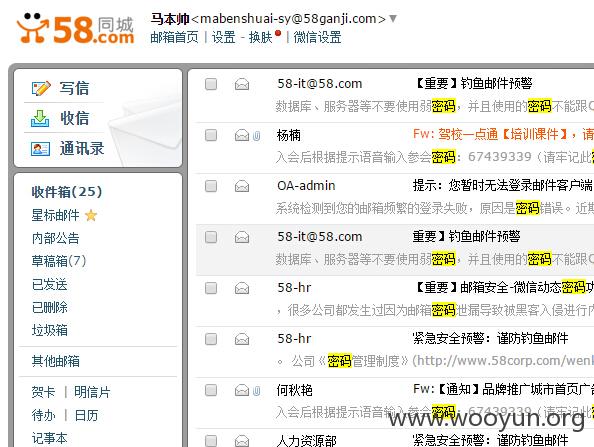 58同城
.com
马本帅<mabenshuai-sy@58ganji.com>
邮箱首页 | 设置 - 换肤 | 微信设置
写信
收信
通讯录
收件箱(25)
星标邮件
内部公告
草稿箱(7)
已发送
已删除
垃圾箱
其他邮箱
贺卡 | 明信片
待办 | 日历
记事本
58-it@58.com 【重要】钓鱼邮件预警
数据库、服务器等不要使用弱密码，并且使用的密码不能跟C
杨楠 Fw: 驾校一点通【培训课件】，请
入会后根据提示语音输入参会密码：67439339（请牢记此密
OA-admin 提示：您暂时无法登录邮件客户端
系统检测到您的邮箱频繁的登录失败，原因是密码错误。近期
58-it@58.com 重要】钓鱼邮件预警
数据库、服务器等不要使用弱密码，并且使用的密码不能跟C
58-hr 【重要】邮箱安全-微信动态密码功
，很多公司都发生过因为邮箱密码泄漏导致被黑客入侵进行内
58-hr 紧急安全预警：谨防钓鱼邮件
。公司《密码管理制度》(http://www.58corp.com/wenk
何秋艳 Fw:【通知】品牌推广城市首页广告
入会后根据提示语音输入参会密码
人力资源部 紧急安全预警：谨防钓鱼邮件
www.wooyun.org